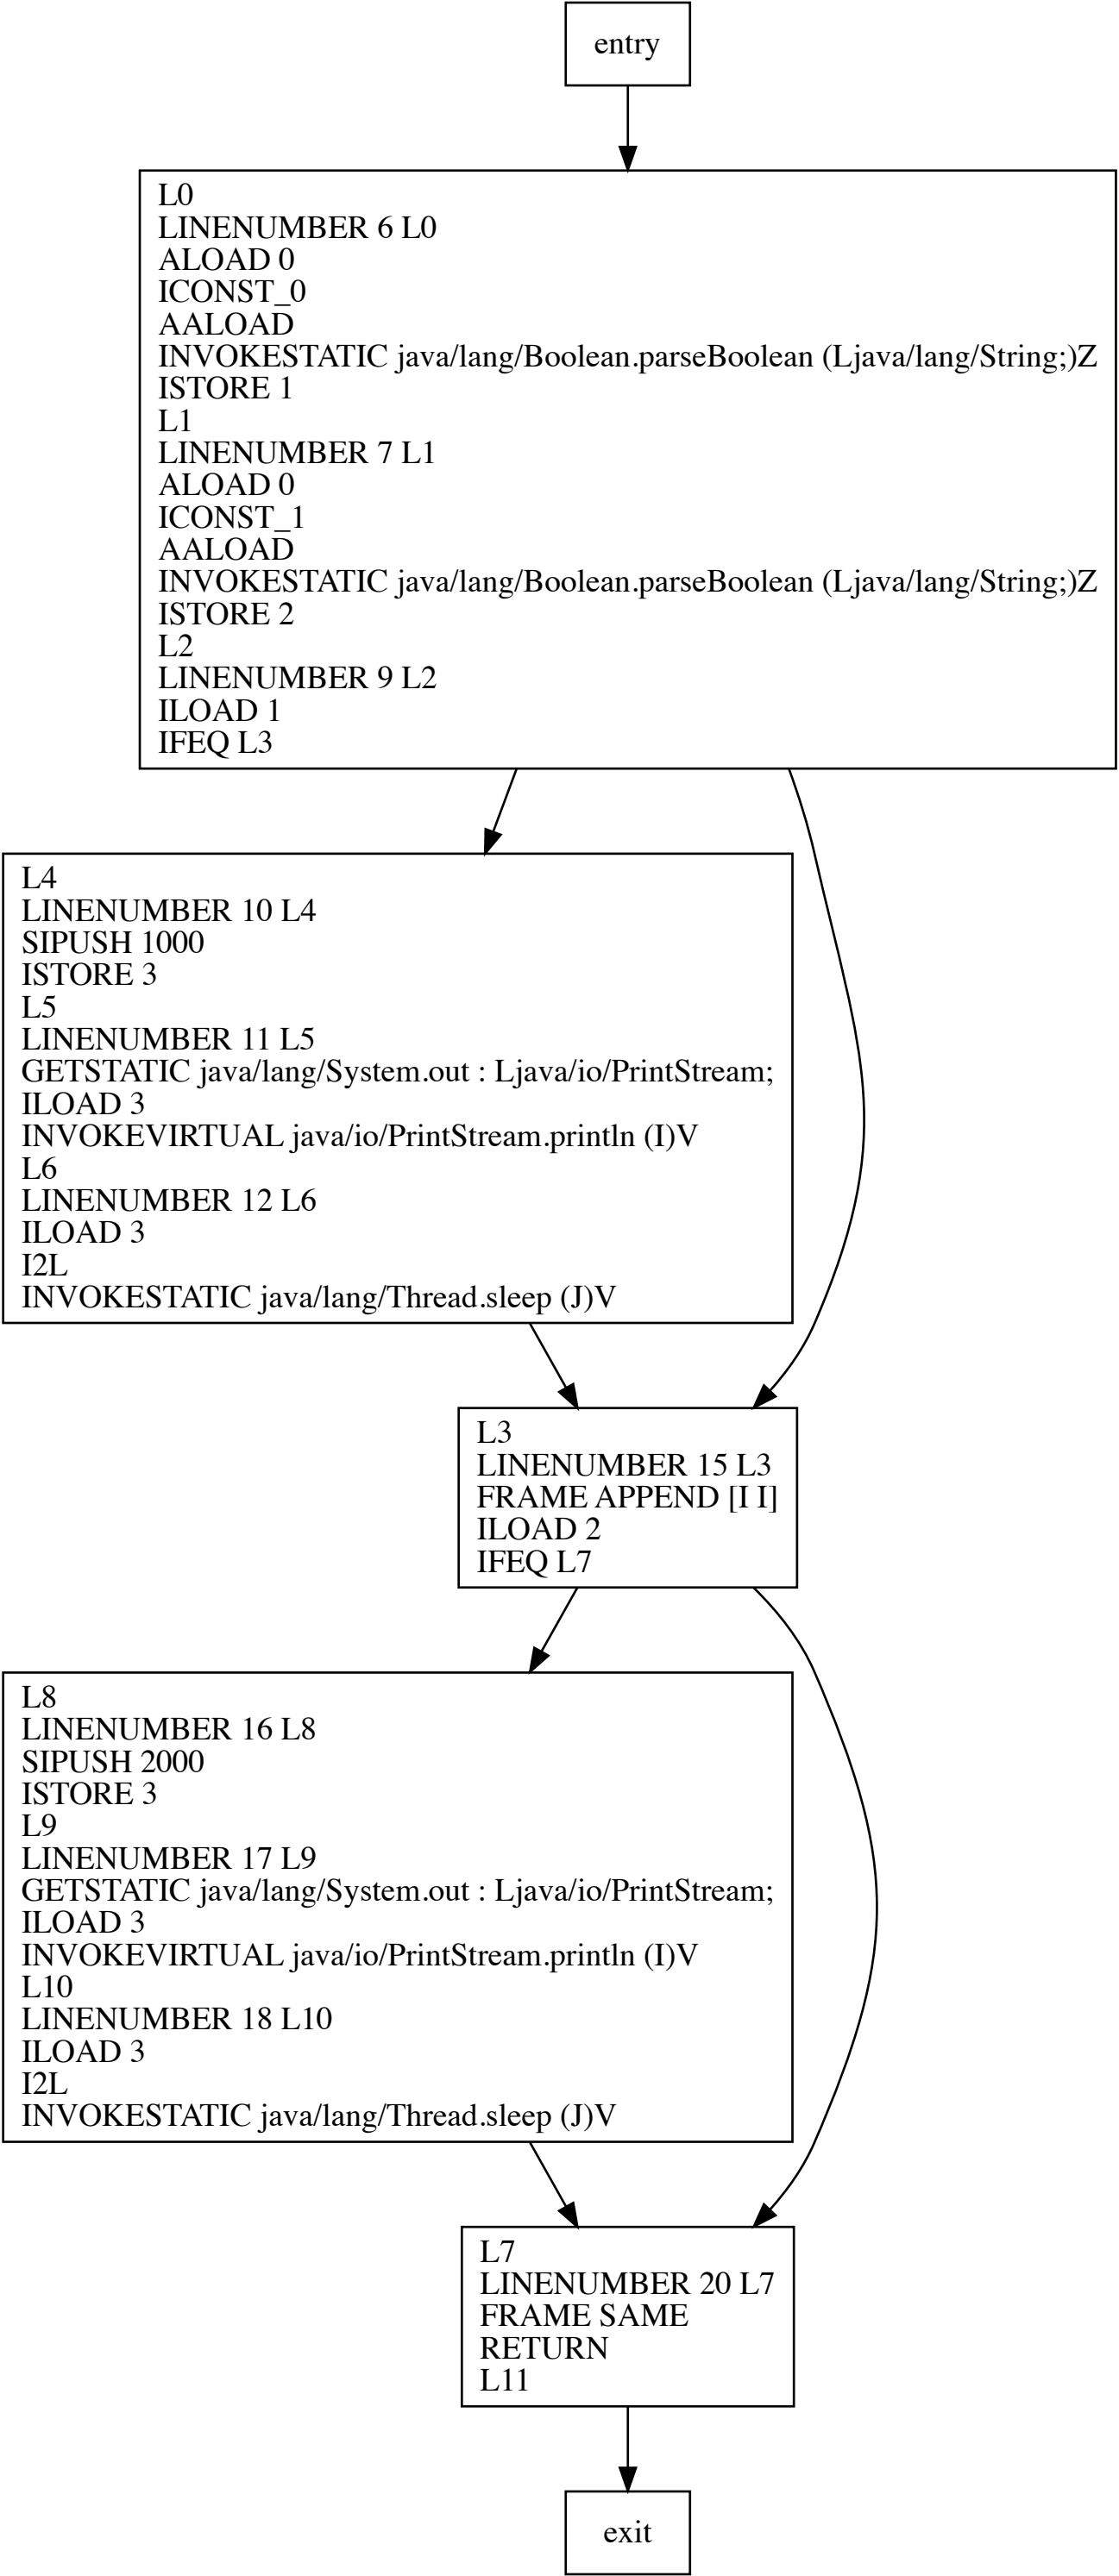 entry
L0
LINENUMBER 6 L0
ALOAD 0
ICONST_0
AALOAD
INVOKESTATIC java/lang/Boolean.parseBoolean (Ljava/lang/String;)Z
ISTORE 1
L1
LINENUMBER 7 L1
ALOAD 0
ICONST_1
AALOAD
INVOKESTATIC java/lang/Boolean.parseBoolean (Ljava/lang/String;)Z
ISTORE 2
L2
LINENUMBER 9 L2
ILOAD 1
IFEQ L3
L4
LINENUMBER 10 L4
SIPUSH 1000
ISTORE 3
L5
LINENUMBER 11 L5
GETSTATIC java/lang/System.out : Ljava/io/PrintStream;
ILOAD 3
INVOKEVIRTUAL java/io/PrintStream.println (I)V
L6
LINENUMBER 12 L6
ILOAD 3
I2L
INVOKESTATIC java/lang/Thread.sleep (J)V
L3
LINENUMBER 15 L3
FRAME APPEND [I I]
ILOAD 2
IFEQ L7
L8
LINENUMBER 16 L8
SIPUSH 2000
ISTORE 3
L9
LINENUMBER 17 L9
GETSTATIC java/lang/System.out : Ljava/io/PrintStream;
ILOAD 3
INVOKEVIRTUAL java/io/PrintStream.println (I)V
L10
LINENUMBER 18 L10
ILOAD 3
I2L
INVOKESTATIC java/lang/Thread.sleep (J)V
L7
LINENUMBER 20 L7
FRAME SAME
RETURN
L11
exit